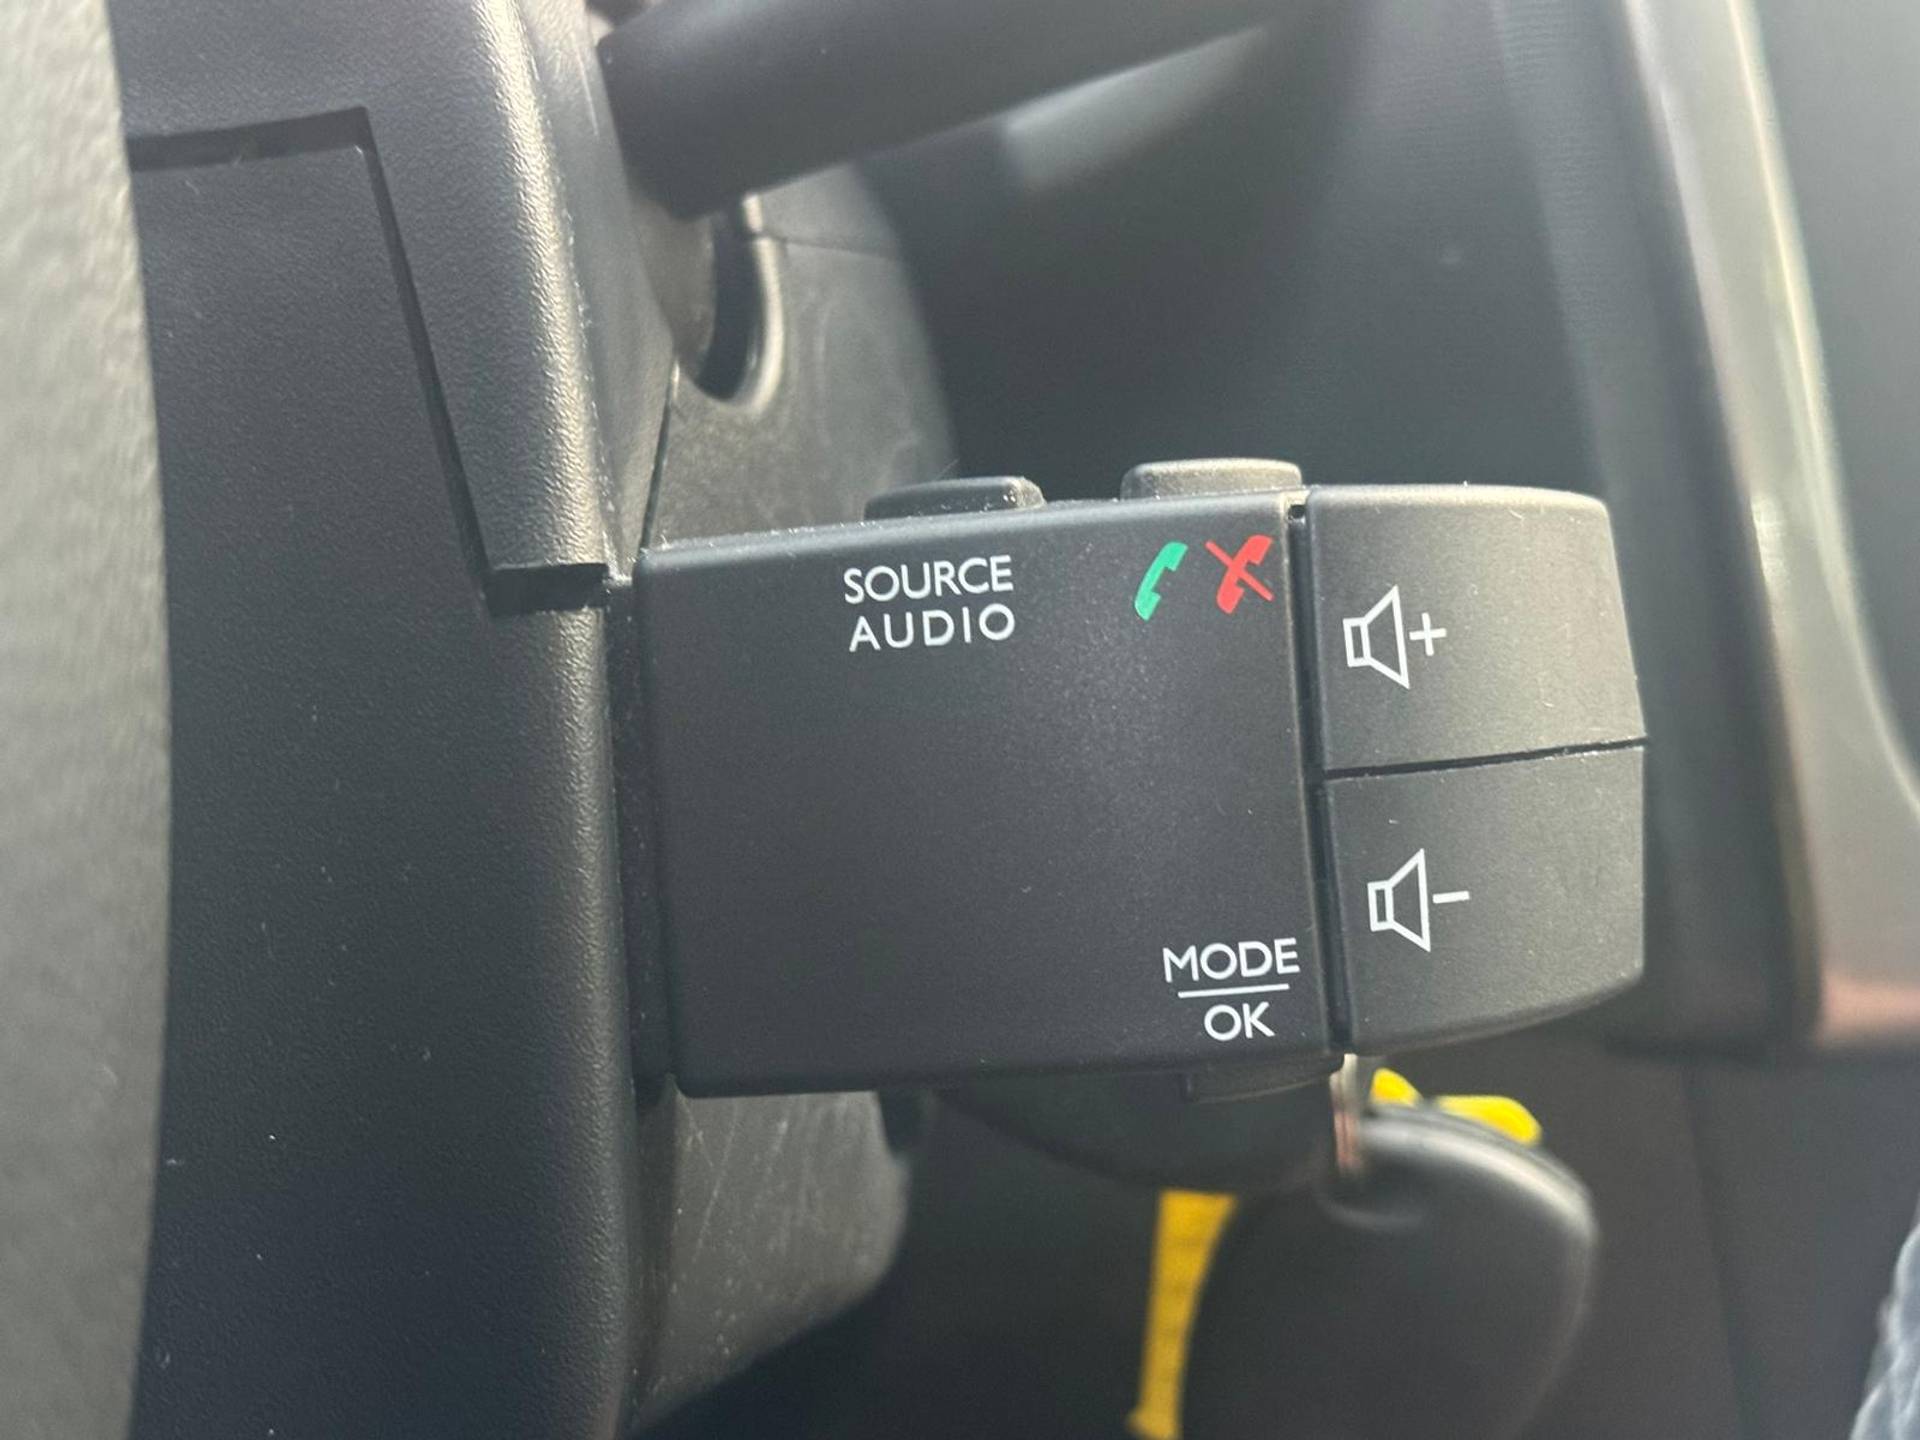 SOURCE
AUDIO
+
-
MODE
OK